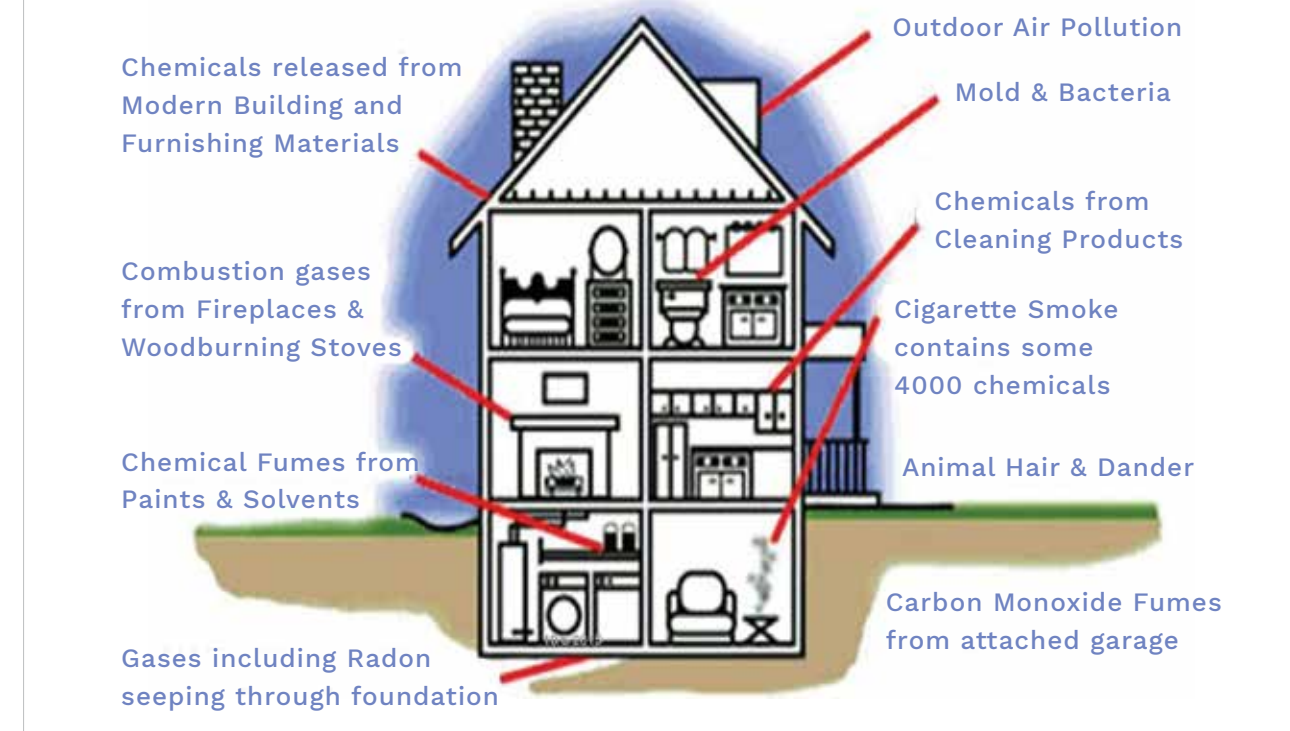 Chemicals released from
Modern Building and
Furnishing Materials
Combustion gases
from Fireplaces &
Woodburning Stoves
Chemical Fumes from
Paints & Solvents
Gases including Radon
seeping through foundation
Outdoor Air Pollution
Mold & Bacteria
Chemicals from
Cleaning Products
Cigarette Smoke
contains some
4000 chemicals
Animal Hair & Dander
Carbon Monoxide Fumes
from attached garage